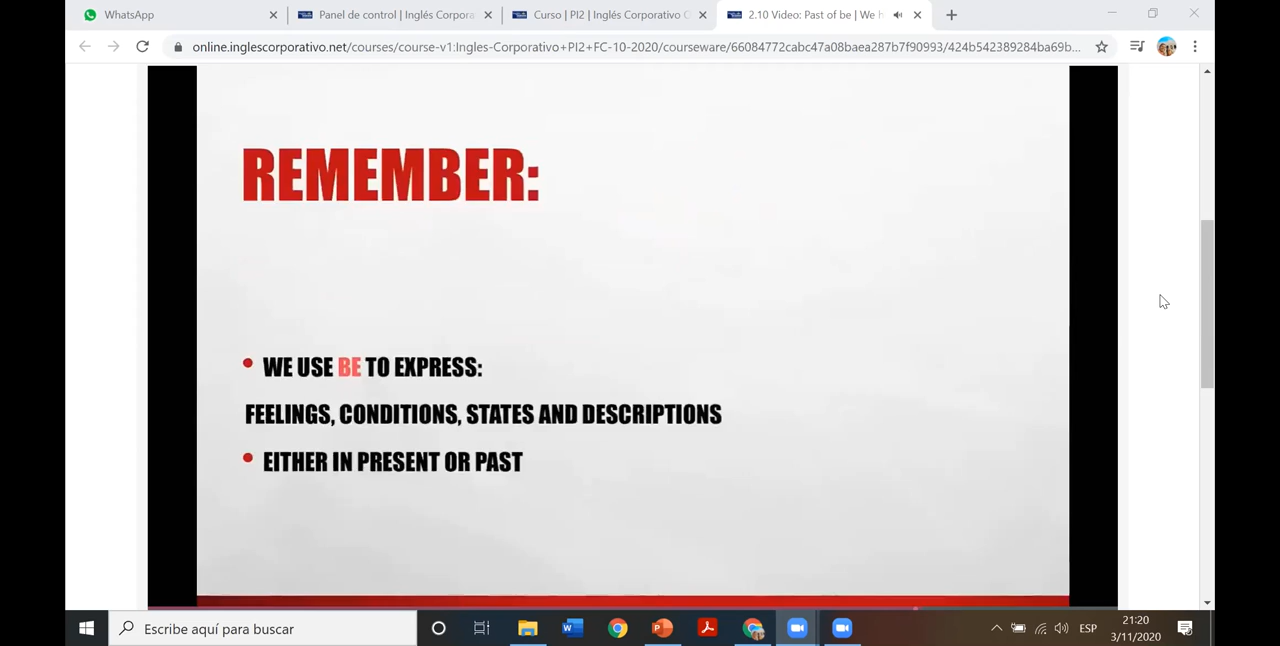 WhatsApp
Panel de control | Inglés Corpora
Curso | PI2 | Inglés Corporativo C
2.10 Video: Past of be | We h
online.inglescorporativo.net/courses/course-v1:Ingles-Corporativo+PI2+FC-10-2020/courseware/66084772cabc47a08baea287b7f90993/424b542389284ba69b...
REMEMBER:
• WE USE BE TO EXPRESS:
FEELINGS, CONDITIONS, STATES AND DESCRIPTIONS
• EITHER IN PRESENT OR PAST
Escribe aquí para buscar
ESP
21:20
3/11/2020